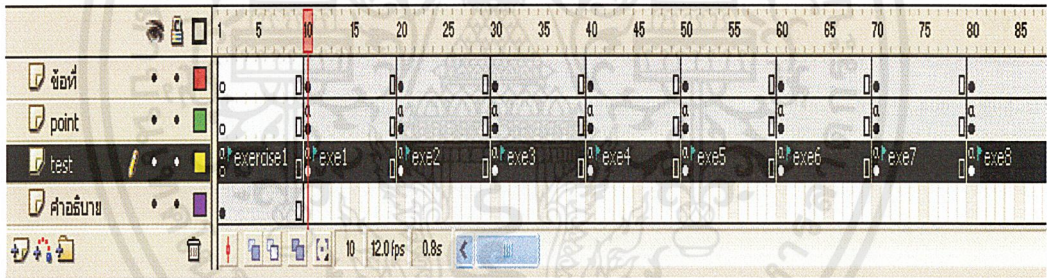 1 5 10 15 20 25 30 35 40 45 50 55 60 65 70 75 80 85
ข้อที่
point
a a a a a a a
test
a exercise1 a exe1 a exe2 a exe3 a exe4 a exe5 a exe6 a exe7 a exe8
คำอธิบาย
10 12.0 fps 0.8s